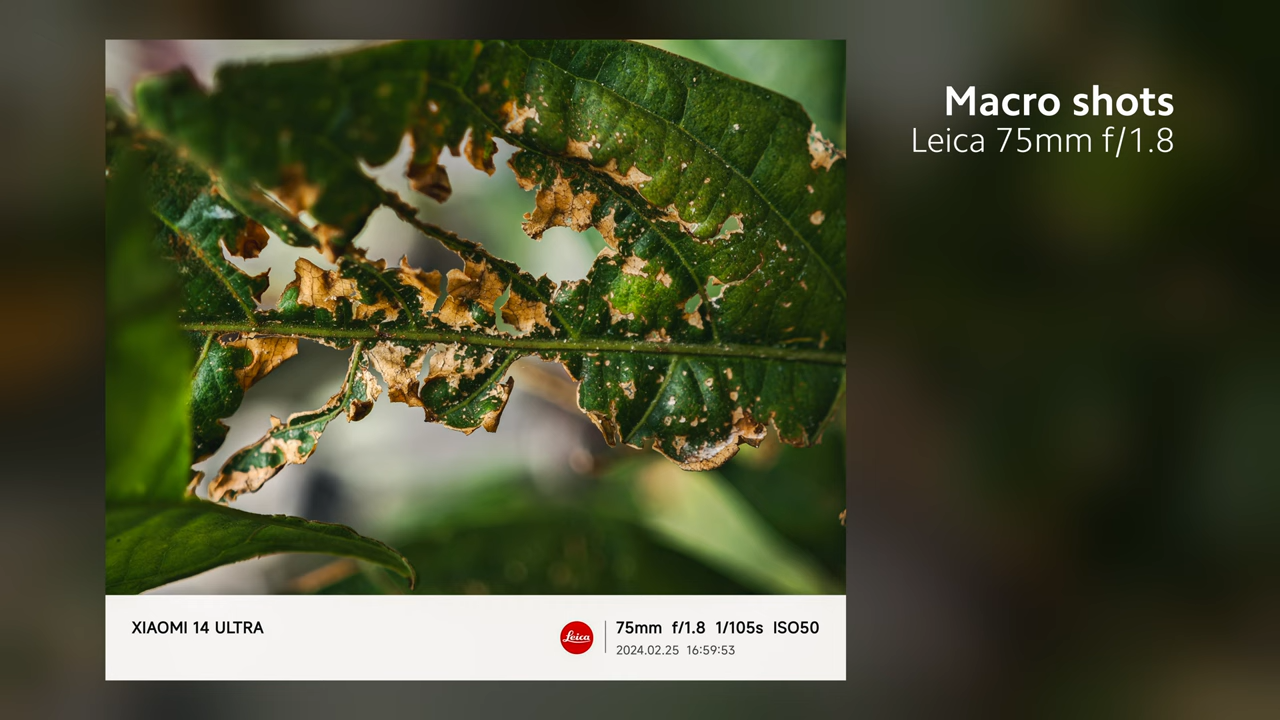 Macro shots
Leica 75mm f/1.8
XIAOMI 14 ULTRA
Leica
75mm f/1.8 1/105s ISO50
2024.02.25 16:59:53